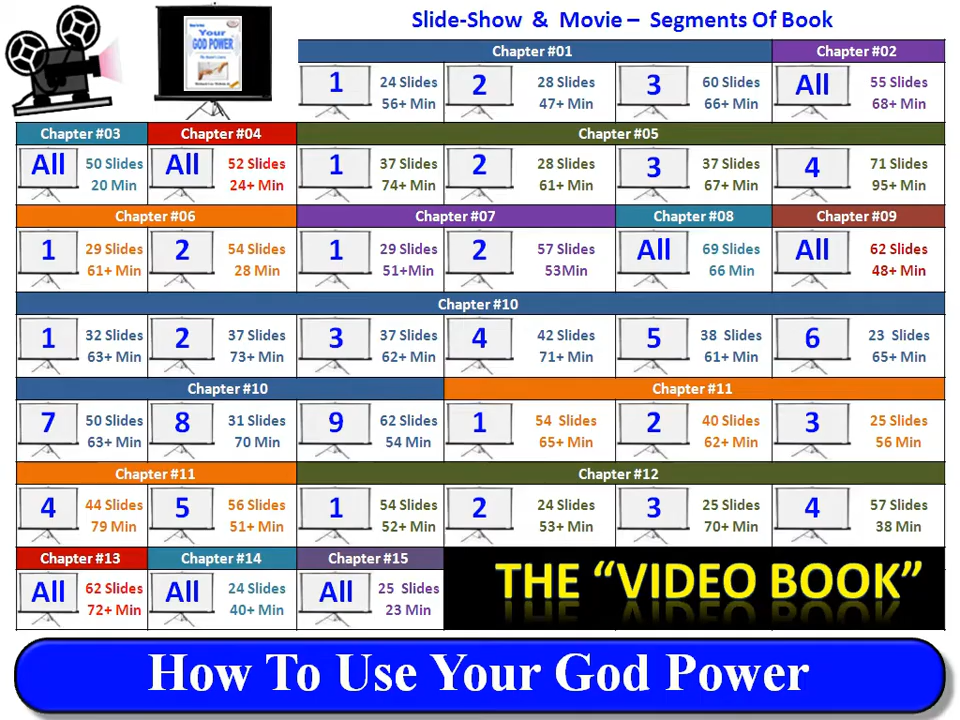 Slide-Show & Movie – Segments Of Book
Your
GOD POWER
Chapter #01 Chapter #02
1 24 Slides 2 28 Slides 3 60 Slides All 55 Slides
56+ Min 47+ Min 66+ Min 68+ Min
Chapter #03 Chapter #04 Chapter #05
All 50 Slides All 52 Slides 1 37 Slides 2 28 Slides 3 37 Slides 4 71 Slides
20 Min 24+ Min 74+ Min 61+ Min 67+ Min 95+ Min
Chapter #06 Chapter #07 Chapter #08 Chapter #09
1 29 Slides 2 54 Slides 1 29 Slides 2 57 Slides All 69 Slides All 62 Slides
61+ Min 28 Min 51+Min 53Min 66 Min 48+ Min
Chapter #10
1 32 Slides 2 37 Slides 3 37 Slides 4 42 Slides 5 38 Slides 6 23 Slides
63+ Min 73+ Min 62+ Min 71+ Min 61+ Min 65+ Min
Chapter #10 Chapter #11
7 50 Slides 8 31 Slides 9 62 Slides 1 54 Slides 2 40 Slides 3 25 Slides
63+ Min 70 Min 54 Min 65+ Min 62+ Min 56 Min
Chapter #11 Chapter #12
4 44 Slides 5 56 Slides 1 54 Slides 2 24 Slides 3 25 Slides 4 57 Slides
79 Min 51+ Min 52+ Min 53+ Min 70+ Min 38 Min
Chapter #13 Chapter #14 Chapter #15
All 62 Slides All 24 Slides All 25 Slides
72+ Min 40+ Min 23 Min
THE “VIDEO BOOK”
How To Use Your God Power